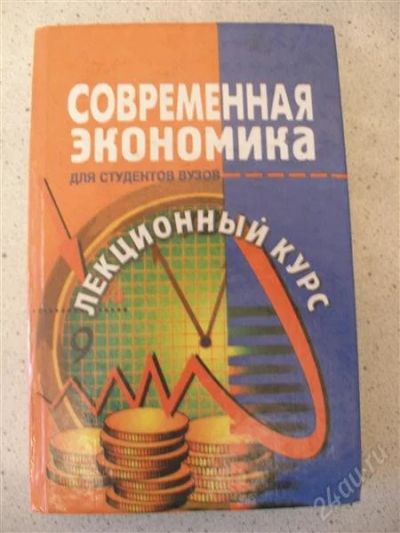 СОВРЕМЕННАЯ
ЭКОНОМИКА
ДЛЯ СТУДЕНТОВ ВУЗОВ
ЛЕКЦИОННЫЙ КУРС
9
24au.ru